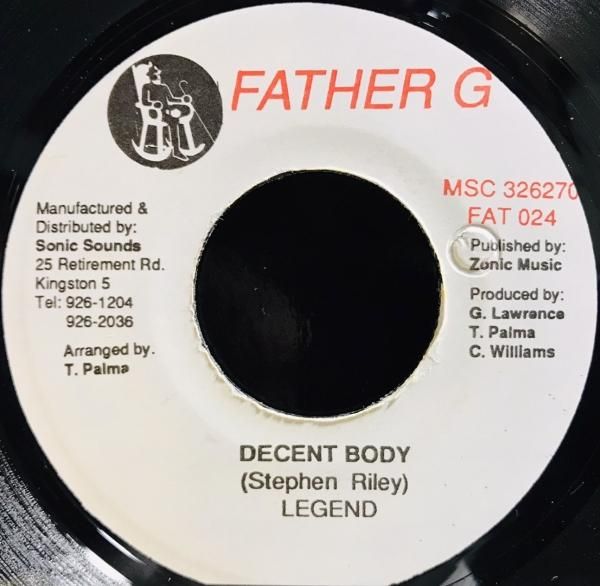 FATHER G
MSC 326270
FAT 024
Manufactured &
Distributed by:
Sonic Sounds
25 Retirement Rd.
Kingston 5
Tel: 926-1204
926-2036
Arranged by.
T. Palma
Published by:
Zonic Music
Produced by:
G. Lawrence
T. Palma
C. Williams
DECENT BODY
(Stephen Riley)
LEGEND